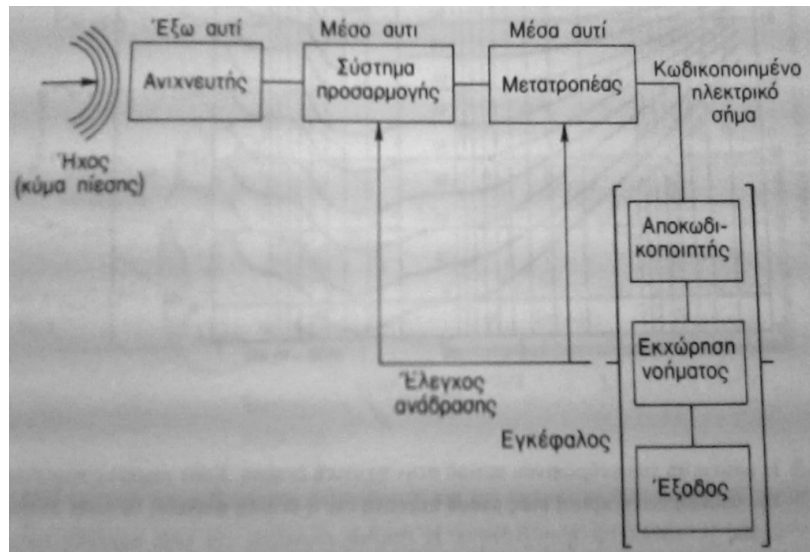 Έξω αυτί
Μέσο αυτι
Μέσα αυτί
Ανιχνευτής
Σύστημα
προσαρμογής
Μετατροπέας
Κωδικοποιημένο
ηλεκτρικό
σήμα
Ήχος
(κύμα πίεσης)
Αποκωδι-
κοποιητής
Εκχώρηση
νοήματος
Έλεγχος
ανάδρασης
Εγκέφαλος
Έξοδος